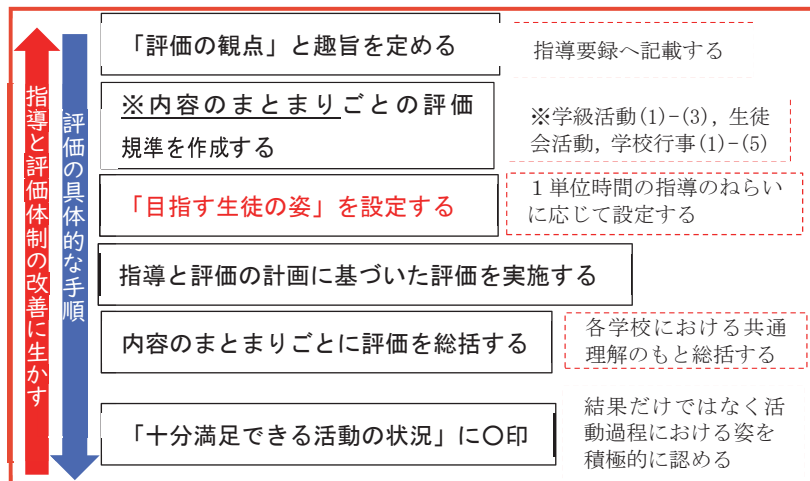 指導と評価体制の改善に生かす
評価の具体的な手順
「評価の観点」と趣旨を定める
指導要録へ記載する
※内容のまとまりごとの評価
規準を作成する
※学級活動(1)-(3), 生徒
会活動, 学校行事(1)-(5)
「目指す生徒の姿」を設定する
１単位時間の指導のねらい
に応じて設定する
指導と評価の計画に基づいた評価を実施する
内容のまとまりごとに評価を総括する
各学校における共通
理解のもと総括する
「十分満足できる活動の状況」に〇印
結果だけではなく活
動過程における姿を
積極的に認める